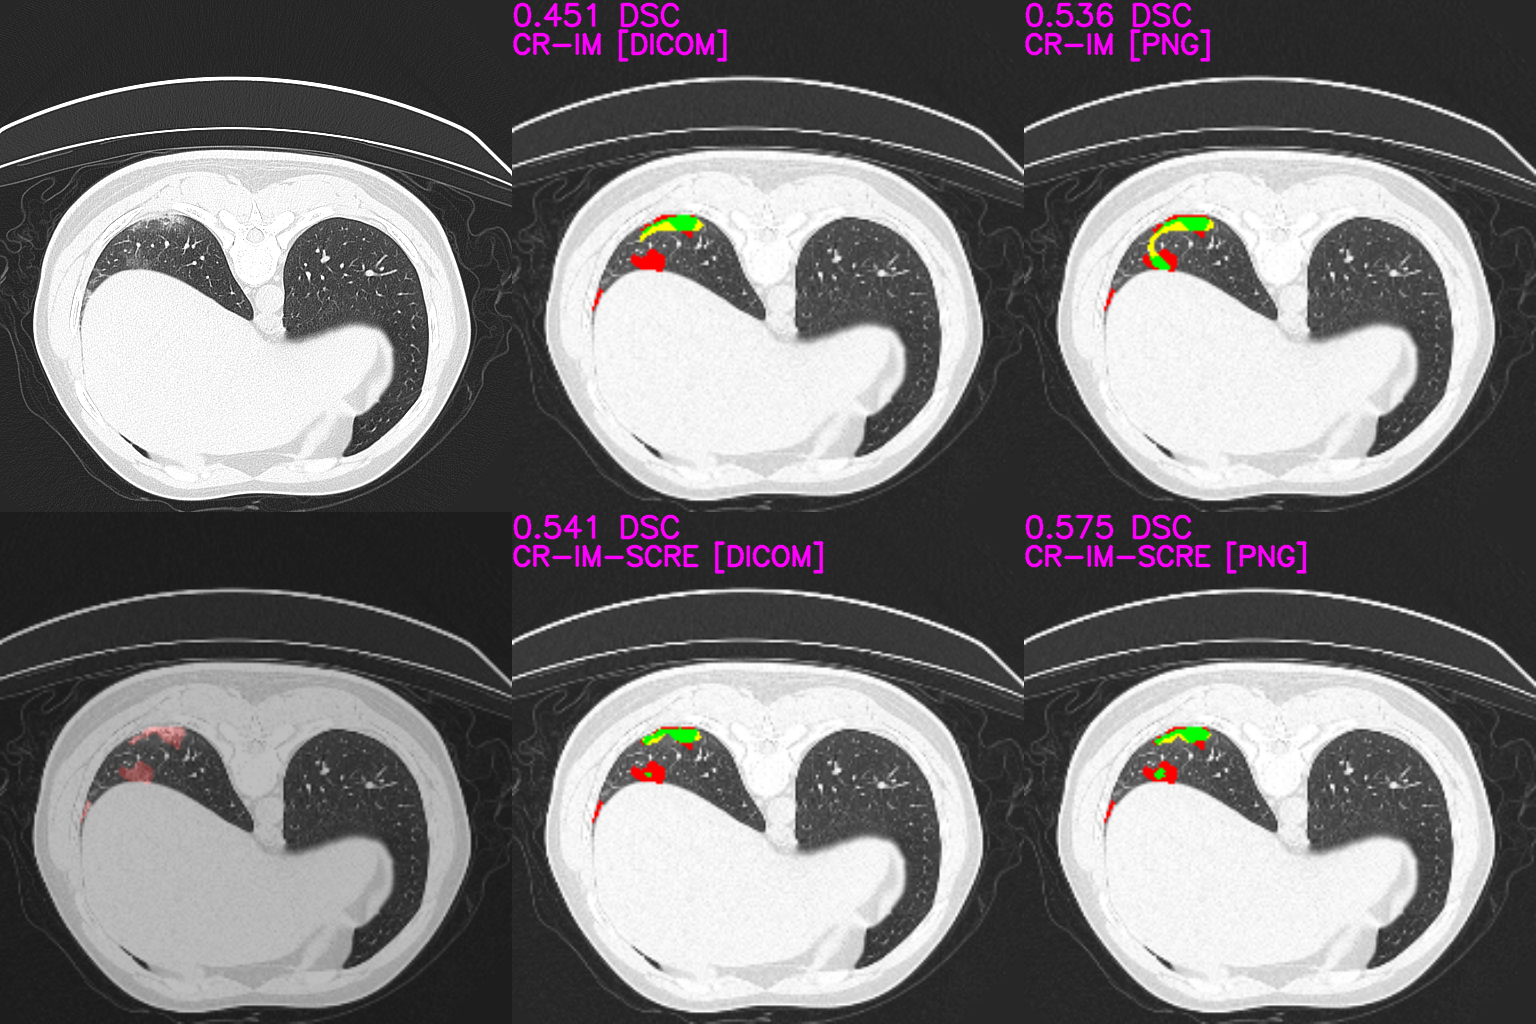 0.451 DSC
CR-IM [DICOM]
0.536 DSC
CR-IM [PNG]
0.541 DSC
CR-IM-SCRE [DICOM]
0.575 DSC
CR-IM-SCRE [PNG]